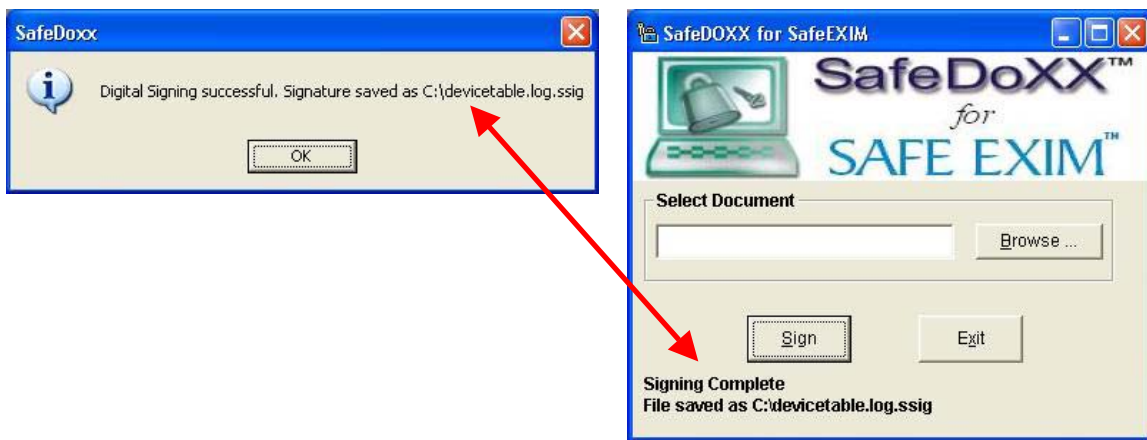 SafeDoxx
Digital Signing successful. Signature saved as C:\devicetable.log.ssig
OK
SafeDOXX for SafeEXIM
SafeDoXX™
for
SAFE EXIM™
Select Document
Browse ...
Sign
Exit
Signing Complete
File saved as C:\devicetable.log.ssig